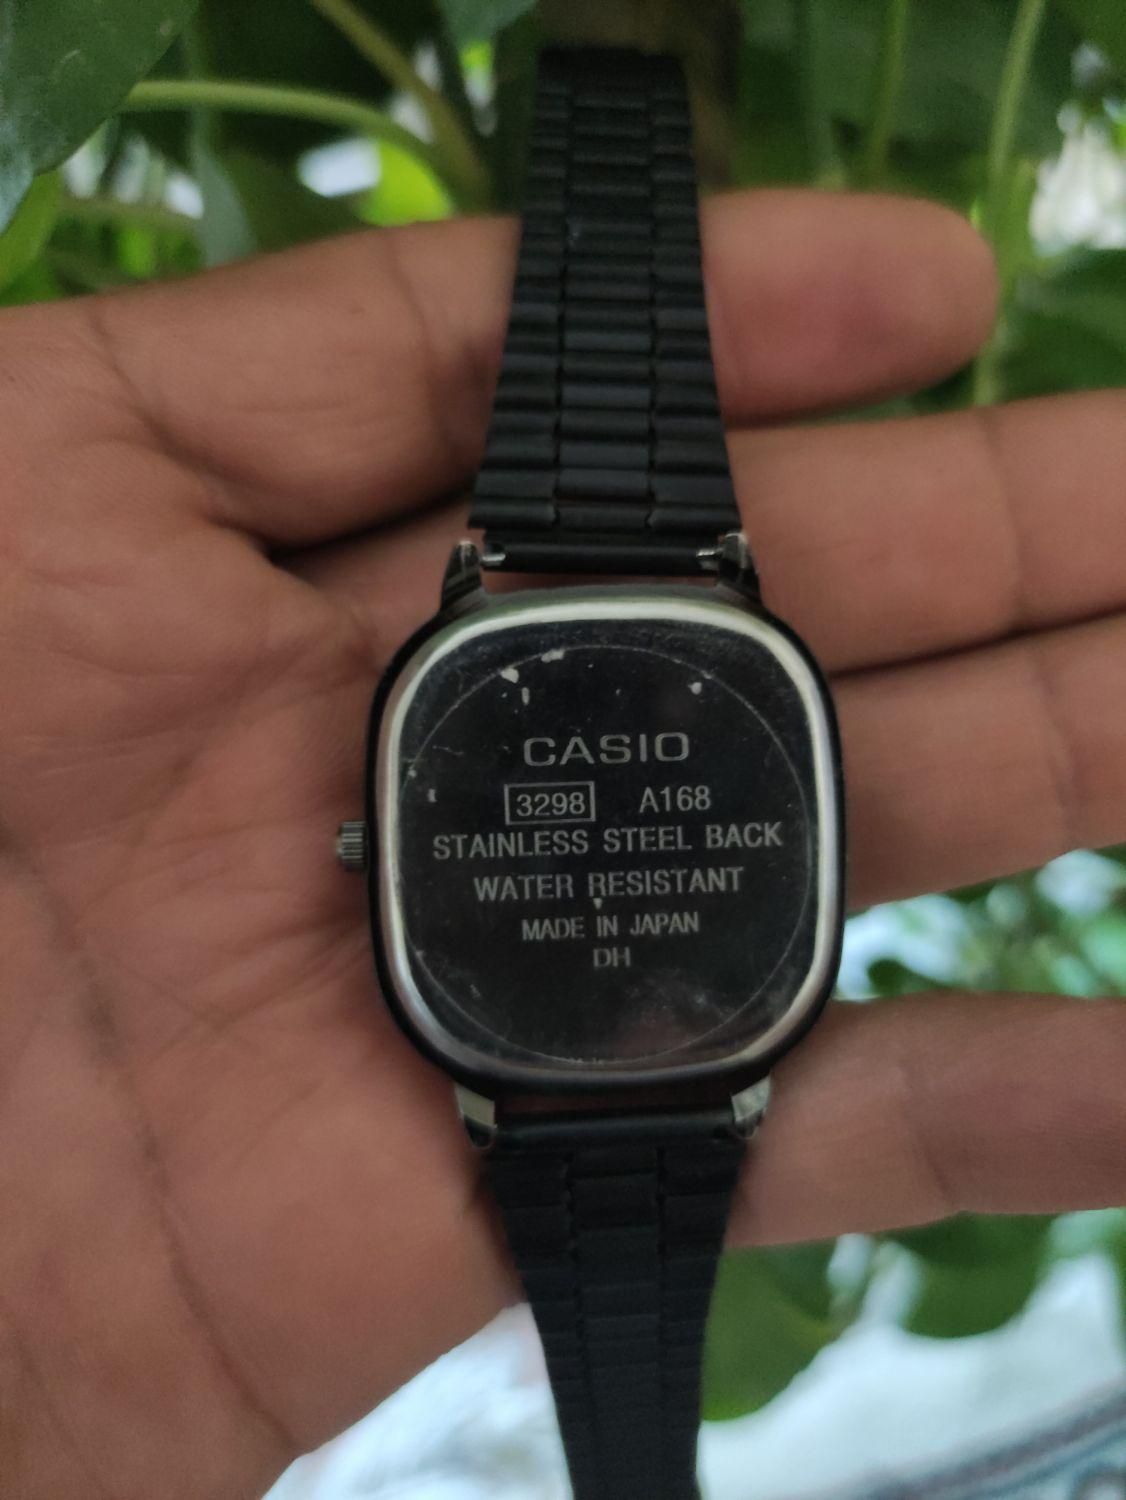 CASIO
3298 A168
STAINLESS STEEL BACK
WATER RESISTANT
MADE IN JAPAN
DH